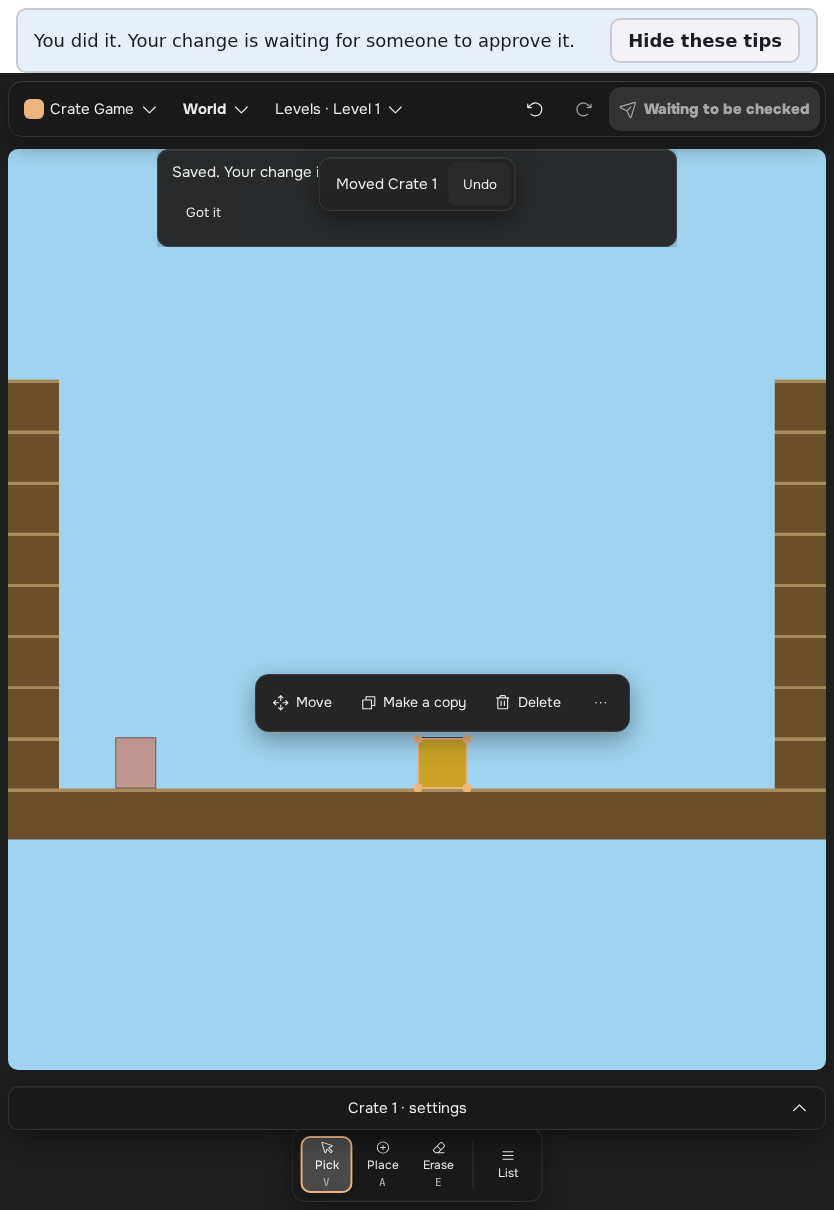 You did it. Your change is waiting for someone to approve it.
Hide these tips
Crate Game
World
Levels · Level 1
Waiting to be checked
Saved. Your change
Moved Crate 1
Undo
Got it
Move
Make a copy
Delete
...
Crate 1 · settings
Pick
Place
Erase
List
V
A
E